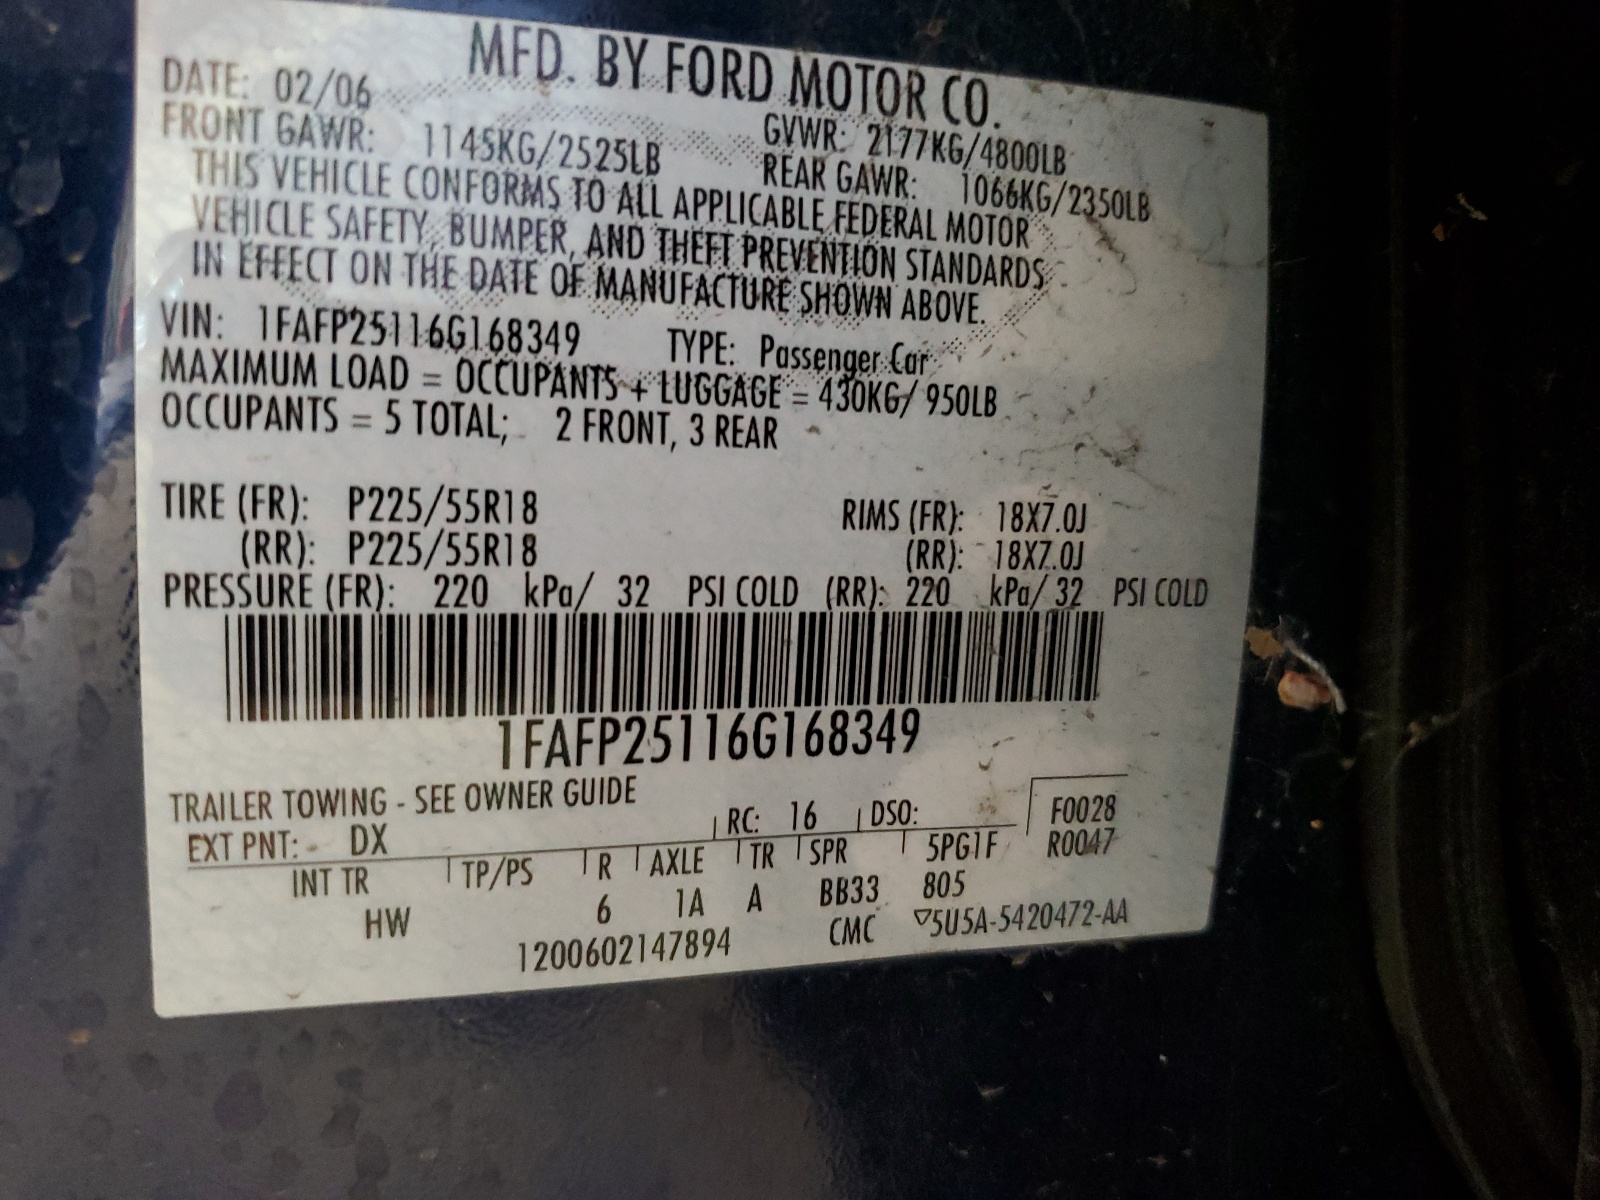 MFD. BY FORD MOTOR CO.
DATE: 02/06 GVWR: 2177KG/4800LB
FRONT GAWR: 1145KG/2525LB REAR GAWR: 1066KG/2350LB
THIS VEHICLE CONFORMS TO ALL APPLICABLE FEDERAL MOTOR
VEHICLE SAFETY, BUMPER, AND THEFT PREVENTION STANDARDS
IN EFFECT ON THE DATE OF MANUFACTURE SHOWN ABOVE.
VIN: 1FAFP25116G168349 TYPE: Passenger Car
MAXIMUM LOAD = OCCUPANTS + LUGGAGE = 430KG/ 950LB
OCCUPANTS = 5 TOTAL; 2 FRONT, 3 REAR
TIRE (FR): P225/55R18 RIMS (FR): 18X7.0J
(RR): P225/55R18 (RR): 18X7.0J
PRESSURE (FR): 220 kPa/ 32 PSI COLD (RR): 220 kPa/ 32 PSI COLD
1FAFP25116G168349
TRAILER TOWING - SEE OWNER GUIDE
EXT PNT: DX RC: 16 DSO: F0028
INT TR TP/PS R AXLE TR SPR 5PG1F R0047
HW 6 1A A BB33 805
1200602147894 CMC ▽5U5A-5420472-AA